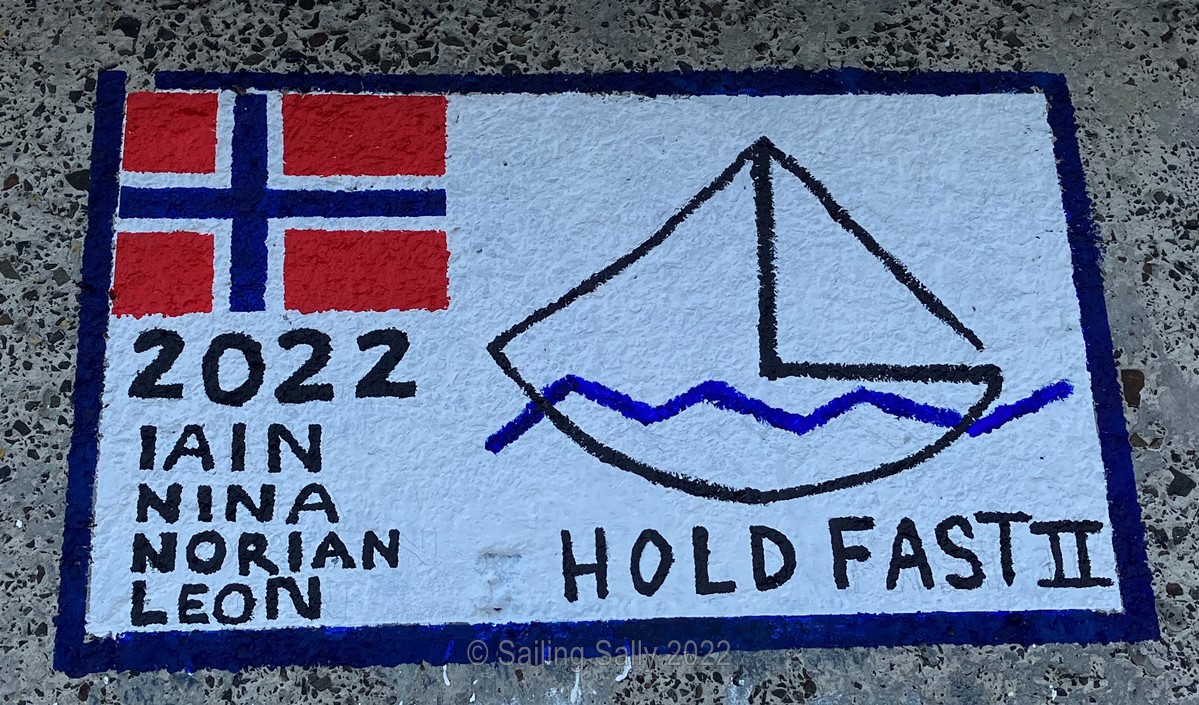 2022
IAIN
NINA
NORIAN
LEON
HOLD FAST II
© Sailing Sally 2022